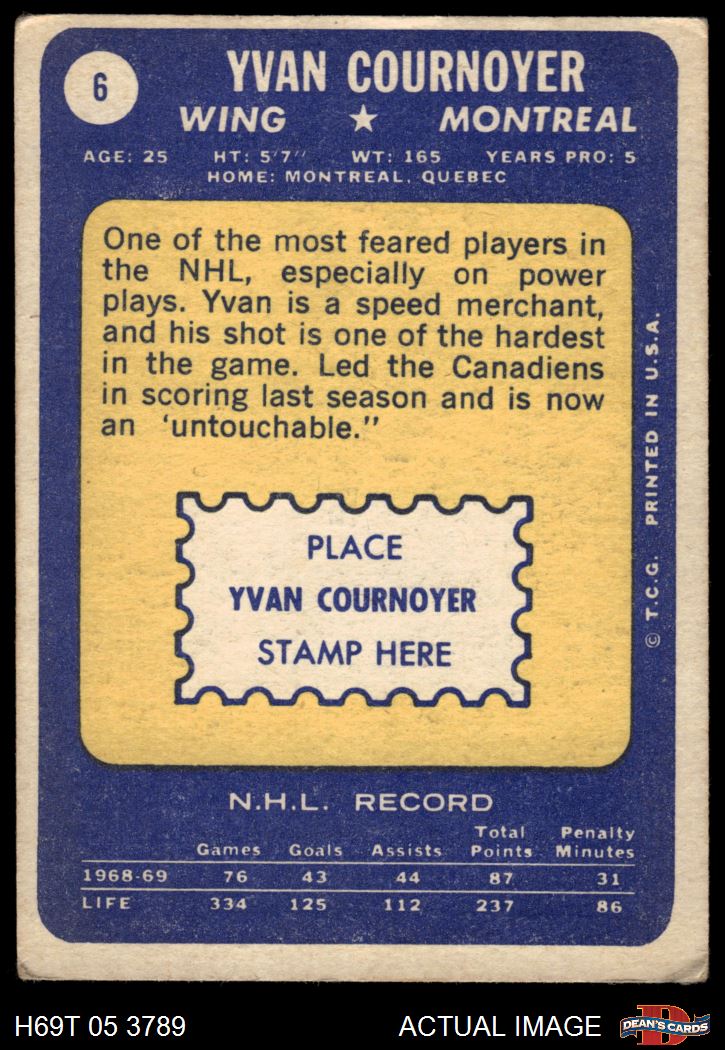 6
YVAN COURNOYER
WING ★ MONTREAL
AGE: 25 HT: 5'7" WT: 165 YEARS PRO: 5
HOME: MONTREAL, QUEBEC
One of the most feared players in
the NHL, especially on power
plays. Yvan is a speed merchant,
and his shot is one of the hardest
in the game. Led the Canadiens
in scoring last season and is now
an 'untouchable."
PLACE
YVAN COURNOYER
STAMP HERE
© T.C.G. PRINTED IN U.S.A.
N.H.L. RECORD
Games Goals Assists Total Points Penalty Minutes
1968-69 76 43 44 87 31
LIFE 334 125 112 237 86
H69T 05 3789 ACTUAL IMAGE
D
DEAN'S CARDS